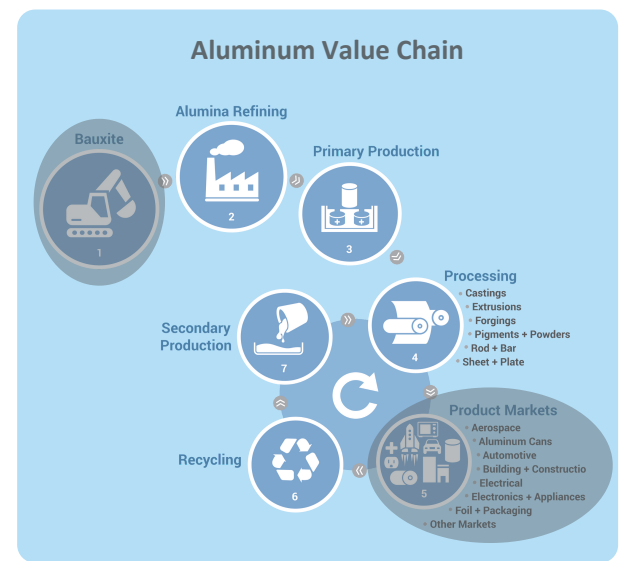 Aluminum Value Chain
Alumina Refining
Bauxite
Primary Production
1
2
3
Processing
• Castings
• Extrusions
• Forgings
• Pigments + Powders
• Rod + Bar
• Sheet + Plate
4
Product Markets
• Aerospace
• Aluminum Cans
• Automotive
• Building + Constructio
• Electrical
• Electronics + Appliances
• Foil + Packaging
• Other Markets
5
Recycling
6
Secondary
Production
7